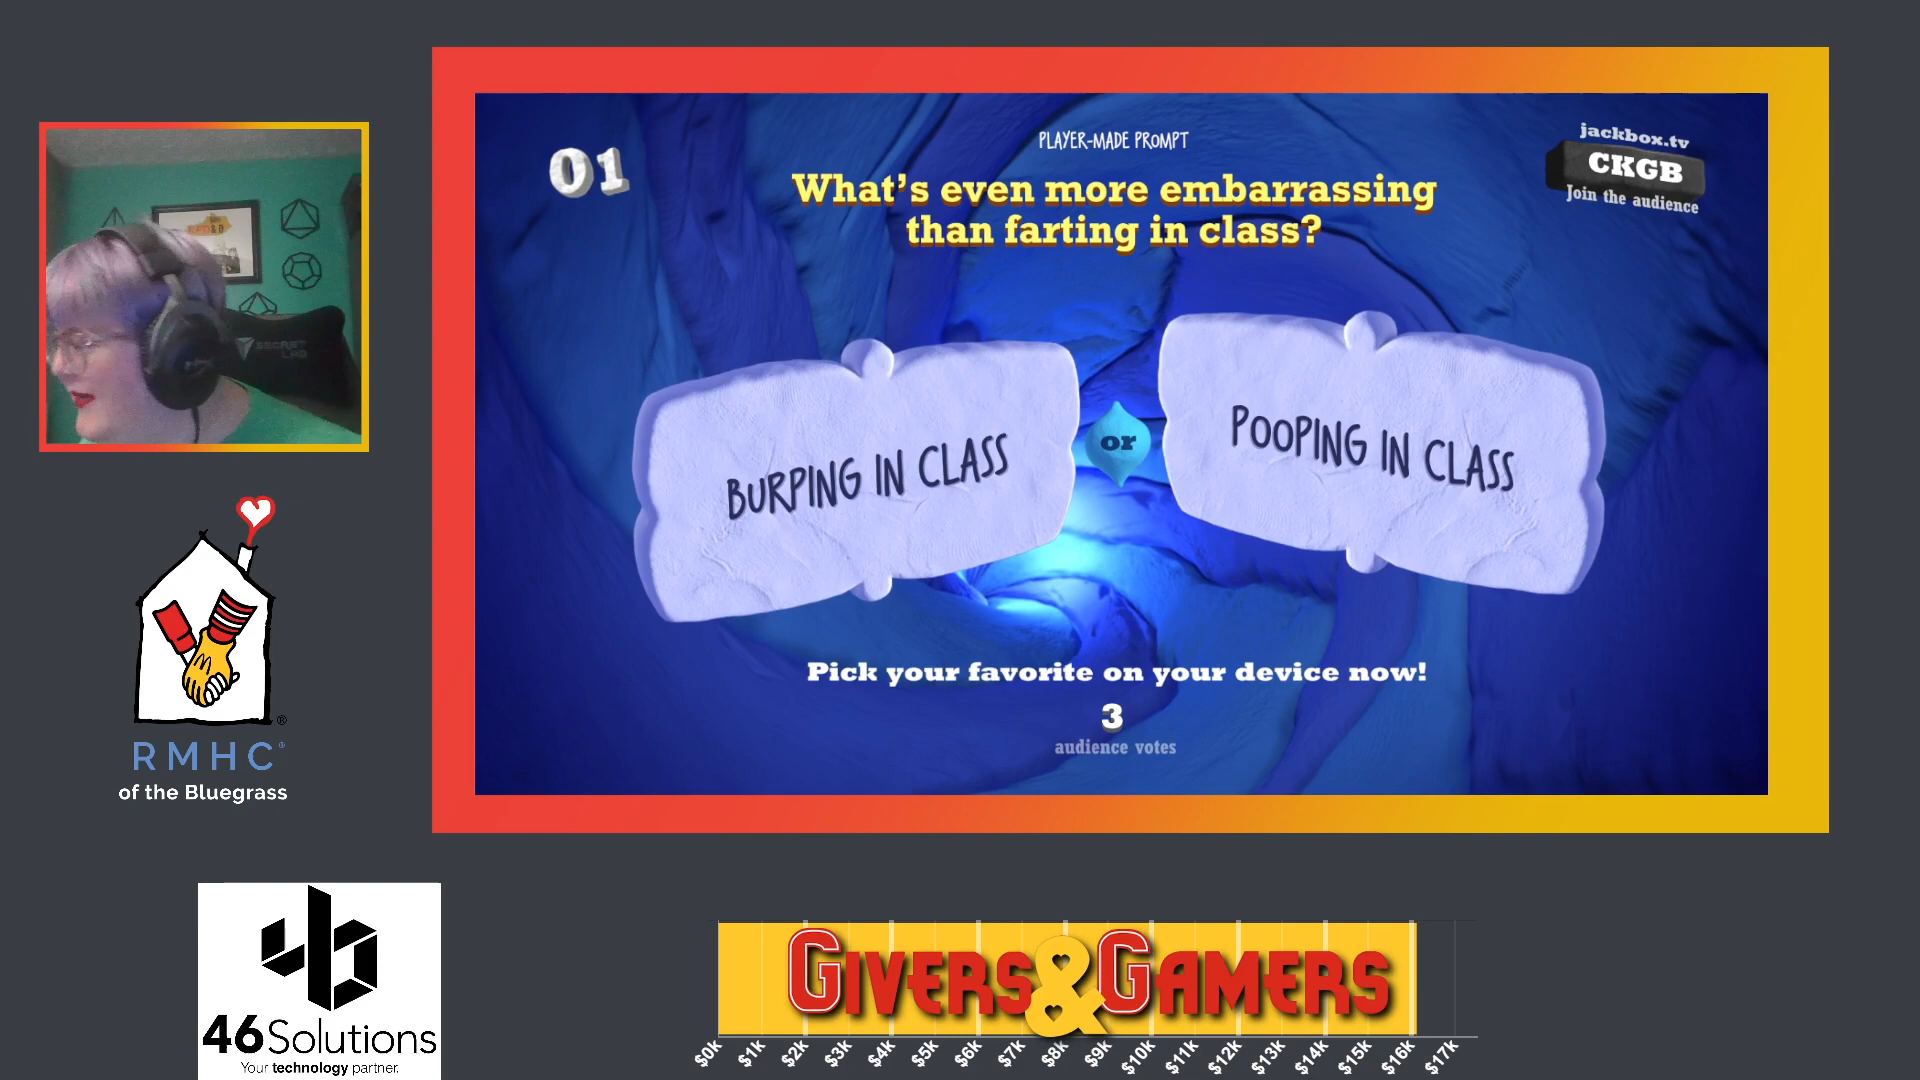 01
PLAYER-MADE PROMPT
What's even more embarrassing
than farting in class?
jackbox.tv
CKGB
Join the audience
BURPING IN CLASS
or
POOPING IN CLASS
Pick your favorite on your device now!
3
audience votes
SECRET
LAB
RMHC®
of the Bluegrass
46Solutions
Your technology partner.
GIVERS&GAMERS
$0k $1k $2k $3k $4k $5k $6k $7k $8k $9k $10k $11k $12k $13k $14k $15k $16k $17k